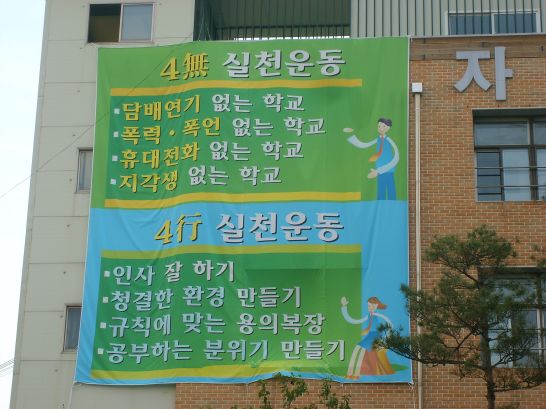 4無 실천운동
담배연기 없는 학교
폭력·폭언 없는 학교
휴대전화 없는 학교
지각생 없는 학교
4行 실천운동
인사 잘 하기
청결한 환경 만들기
규칙에 맞는 용의복장
공부하는 분위기 만들기
자